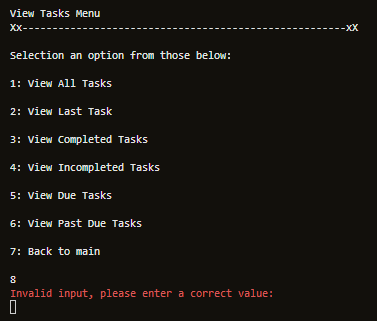 View Tasks Menu
Xx------------------------------------------------------xX
Selection an option from those below:
1: View All Tasks
2: View Last Task
3: View Completed Tasks
4: View Incompleted Tasks
5: View Due Tasks
6: View Past Due Tasks
7: Back to main
8
Invalid input, please enter a correct value: